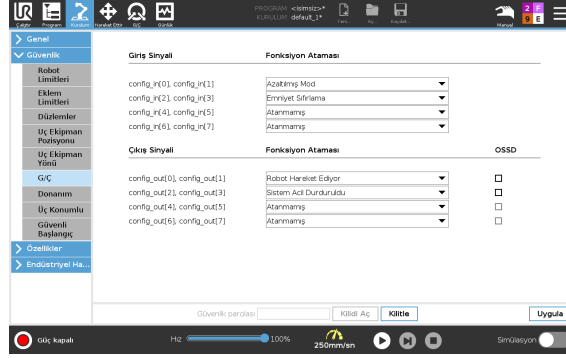 PROGRAM <isimsiz>*
KURULUM default_1*
Çalıştır Program Kurulum Hareket Ettir G/Ç Günlük
Yeni... Aç... Kaydet...
Manuel
2 F
9 E
Genel
Güvenlik
Robot
Limitleri
Eklem
Limitleri
Düzlemler
Uç Ekipman
Pozisyonu
Uç Ekipman
Yönü
G/Ç
Donanım
Üç Konumlu
Güvenli
Başlangıç
Özellikler
Endüstriyel Ha...
Giriş Sinyali Fonksiyon Ataması
config_in[0], config_in[1] Azaltılmış Mod
config_in[2], config_in[3] Emniyet Sıfırlama
config_in[4], config_in[5] Atanmamış
config_in[6], config_in[7] Atanmamış
Çıkış Sinyali Fonksiyon Ataması OSSD
config_out[0], config_out[1] Robot Hareket Ediyor
config_out[2], config_out[3] Sistem Acil Durduruldu
config_out[4], config_out[5] Atanmamış
config_out[6], config_out[7] Atanmamış
Güvenlik parolası Kilidi Aç Kilitle Uygula
Güç kapalı Hız 100% 250mm/sn Simülasyon